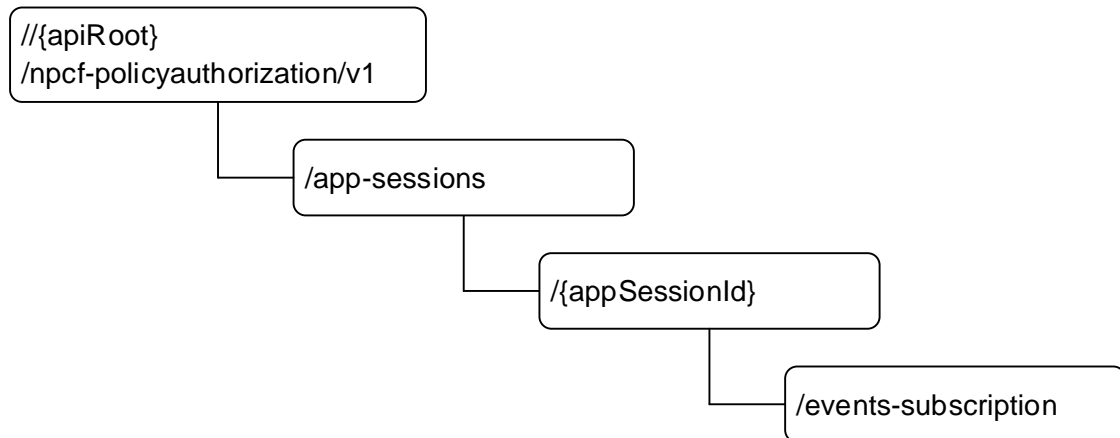 //{apiRoot}
/npcf-policyauthorization/v1
/app-sessions
/{appSessionId}
/events-subscription